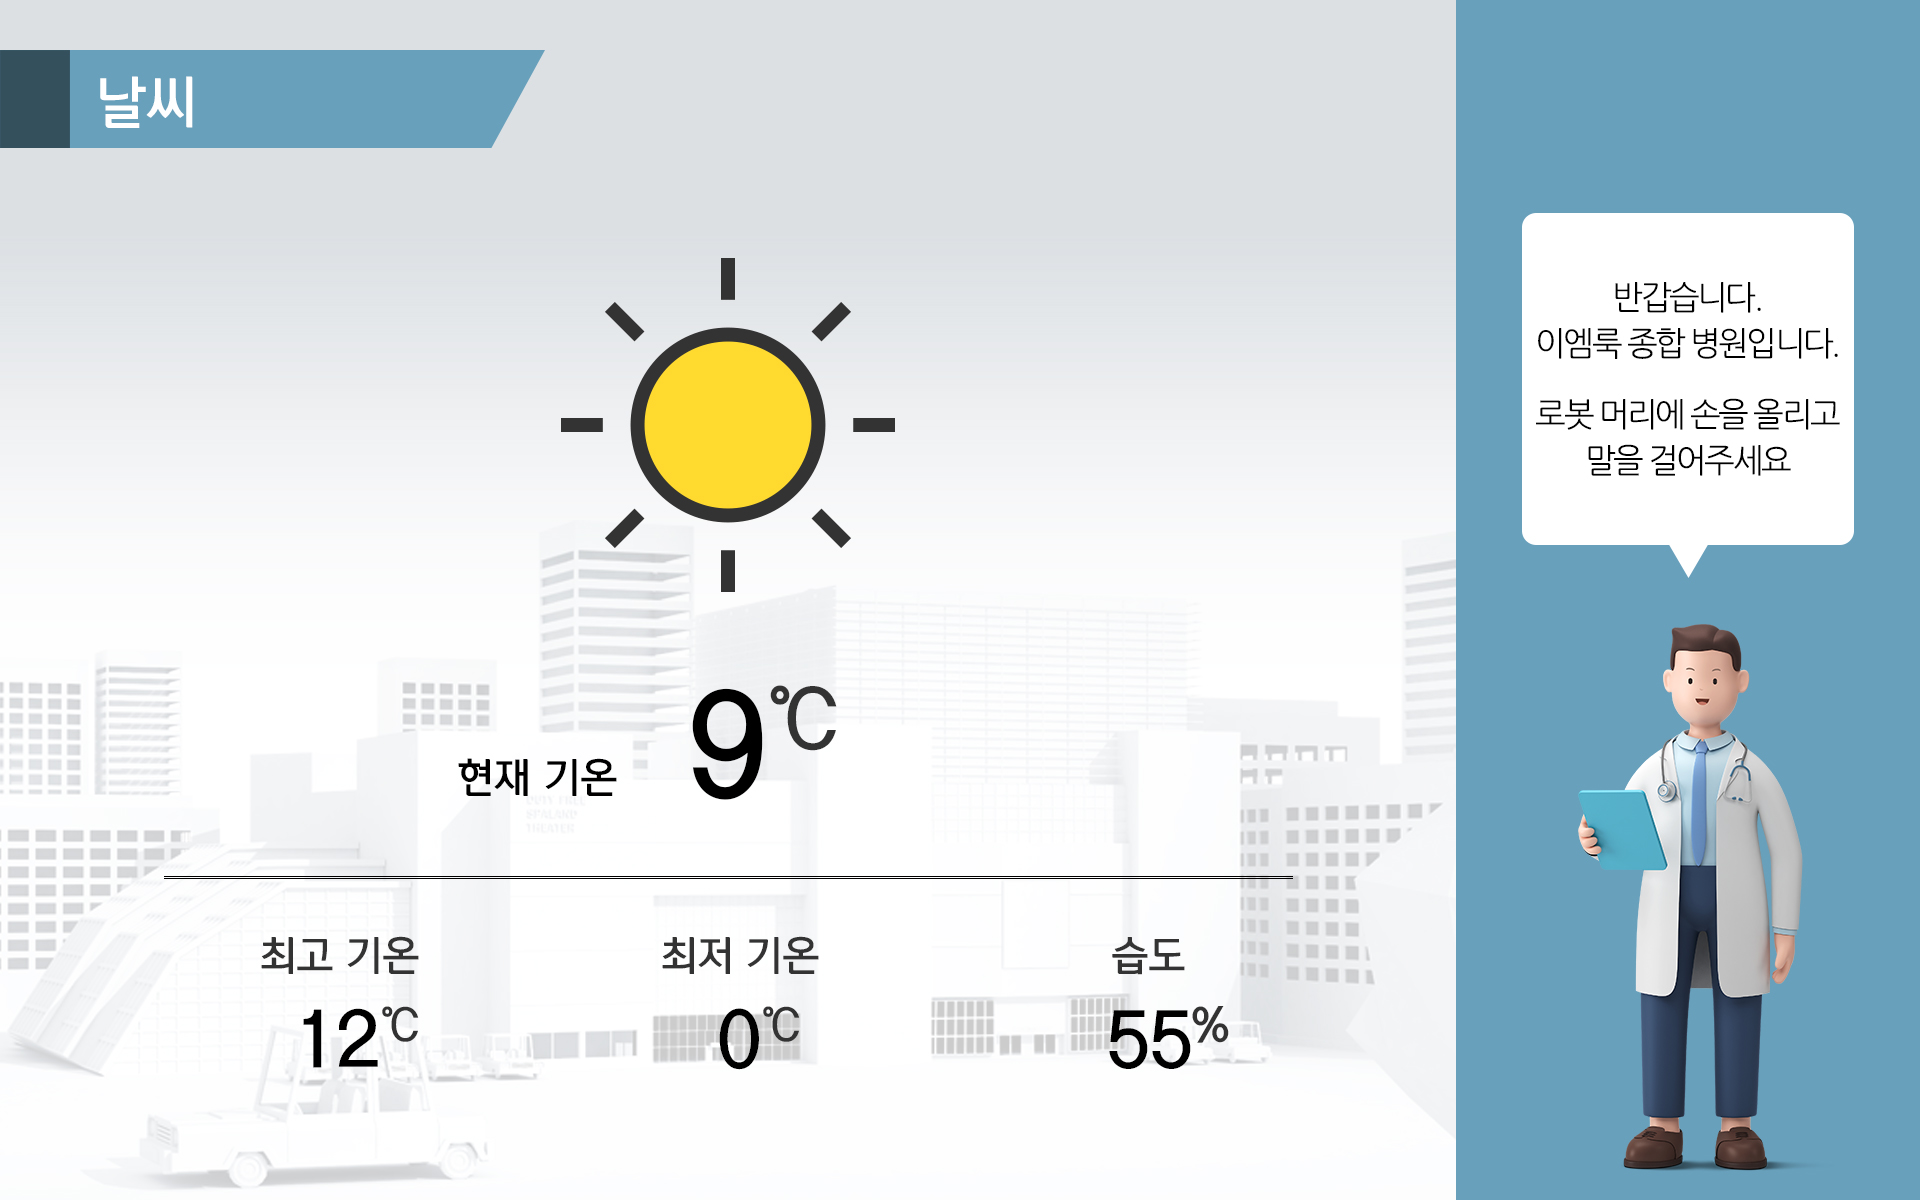 날씨
반갑습니다.
이엠룩 종합 병원입니다.
로봇 머리에 손을 올리고
말을 걸어주세요
현재 기온 9℃
최고 기온 최저 기온 습도
12℃ 0℃ 55%
SPALAND
THEATER